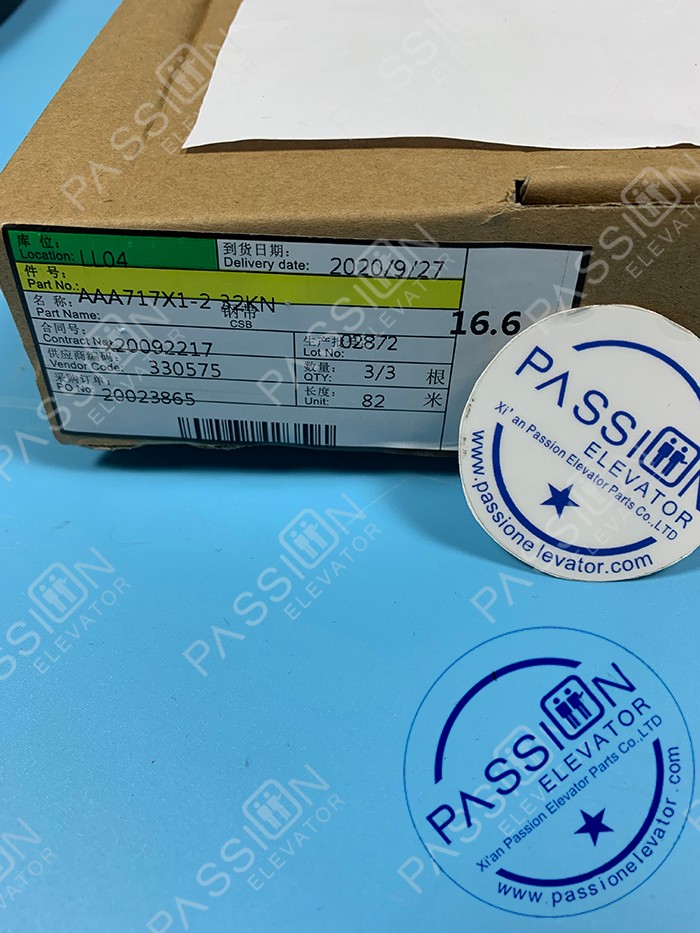 库位:
Location: LL04
到货日期:
Delivery date: 2020/9/27
件 号:
Part No.: AAA717X1-2 32KN
名 称: 钢带
Part Name: CSB
16.6
合同号:
Contract No: 20092217
Lot No: 02872
供应商编码:
Vendor Code: 330575
数量:
QTY: 3/3 根
采购订单:
PO No: 20023865
长度:
Unit: 82 米
PASSION
ELEVATOR
Xi'an Passion Elevator Parts Co.,LTD
www.passionelevator.com
PASSION
ELEVATOR
Xi'an Passion Elevator Parts Co.,LTD
www.passionelevator.com
PASSION
ELEVATOR